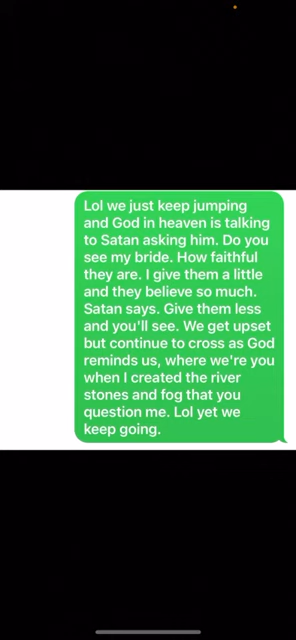 Lol we just keep jumping
and God in heaven is talking
to Satan asking him. Do you
see my bride. How faithful
they are. I give them a little
and they believe so much.
Satan says. Give them less
and you'll see. We get upset
but continue to cross as God
reminds us, where we're you
when I created the river
stones and fog that you
question me. Lol yet we
keep going.